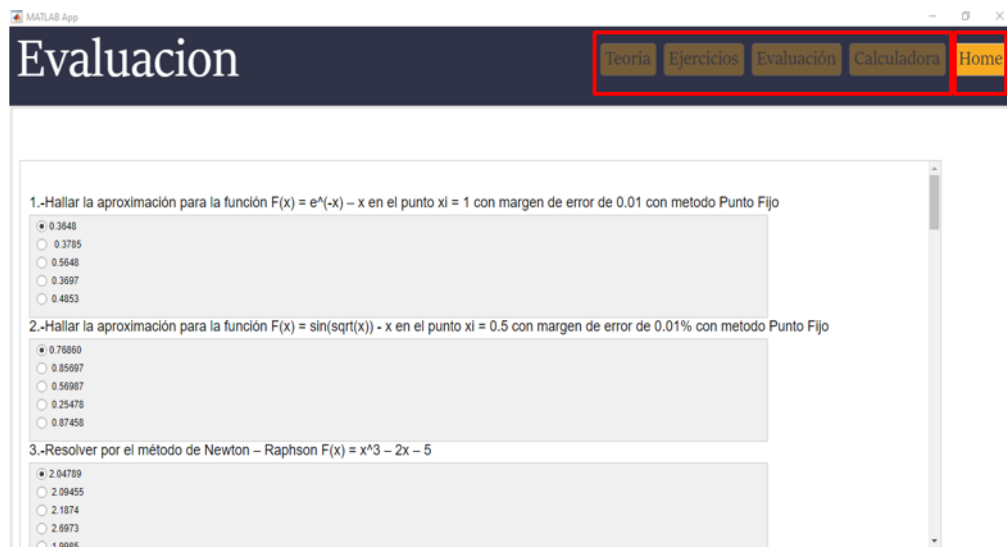 MATLAB App
Evaluacion
Teoría Ejercicios Evaluación Calculadora Home
1.-Hallar la aproximación para la función F(x) = e^(-x) – x en el punto xi = 1 con margen de error de 0.01 con metodo Punto Fijo
0.3648
0.3785
0.5648
0.3697
0.4853
2.-Hallar la aproximación para la función F(x) = sin(sqrt(x)) - x en el punto xi = 0.5 con margen de error de 0.01% con metodo Punto Fijo
0.76860
0.85697
0.56987
0.25478
0.87458
3.-Resolver por el método de Newton – Raphson F(x) = x^3 – 2x – 5
2.04789
2.09455
2.1874
2.6973
1.9985